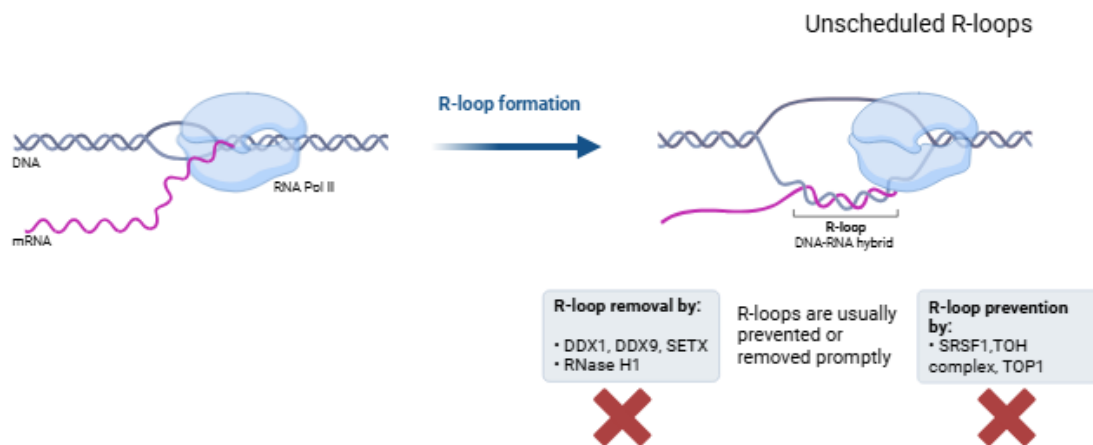 Unscheduled R-loops
R-loop formation
DNA
RNA Pol II
mRNA
R-loop
DNA-RNA hybrid
R-loop removal by:
• DDX1, DDX9, SETX
• RNase H1
R-loops are usually
prevented or
removed promptly
R-loop prevention
by:
• SRSF1,TOH
complex, TOP1